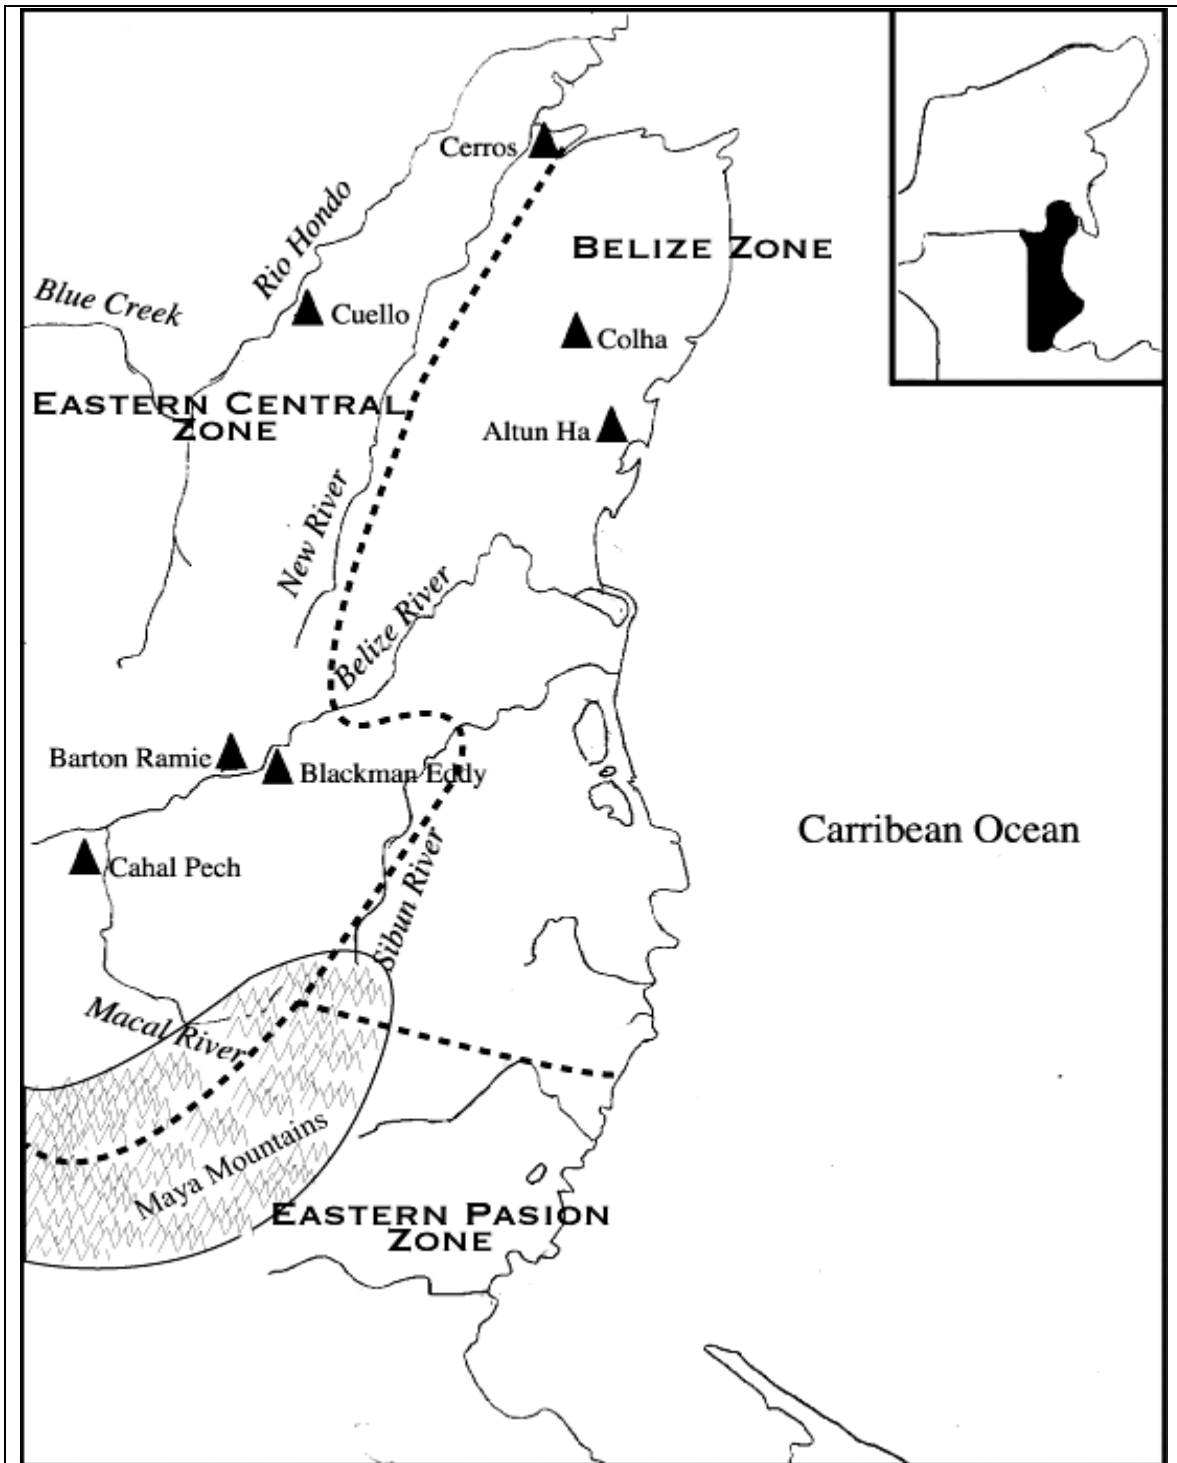 Cerros
Rio Hondo
BELIZE ZONE
Blue Creek
Cuello
Colha
EASTERN CENTRAL
ZONE
Altun Ha
New River
Belize River
Barton Ramie
Blackman Eddy
Carribean Ocean
Cahal Pech
Sibun River
Macal River
Maya Mountains
EASTERN PASION
ZONE